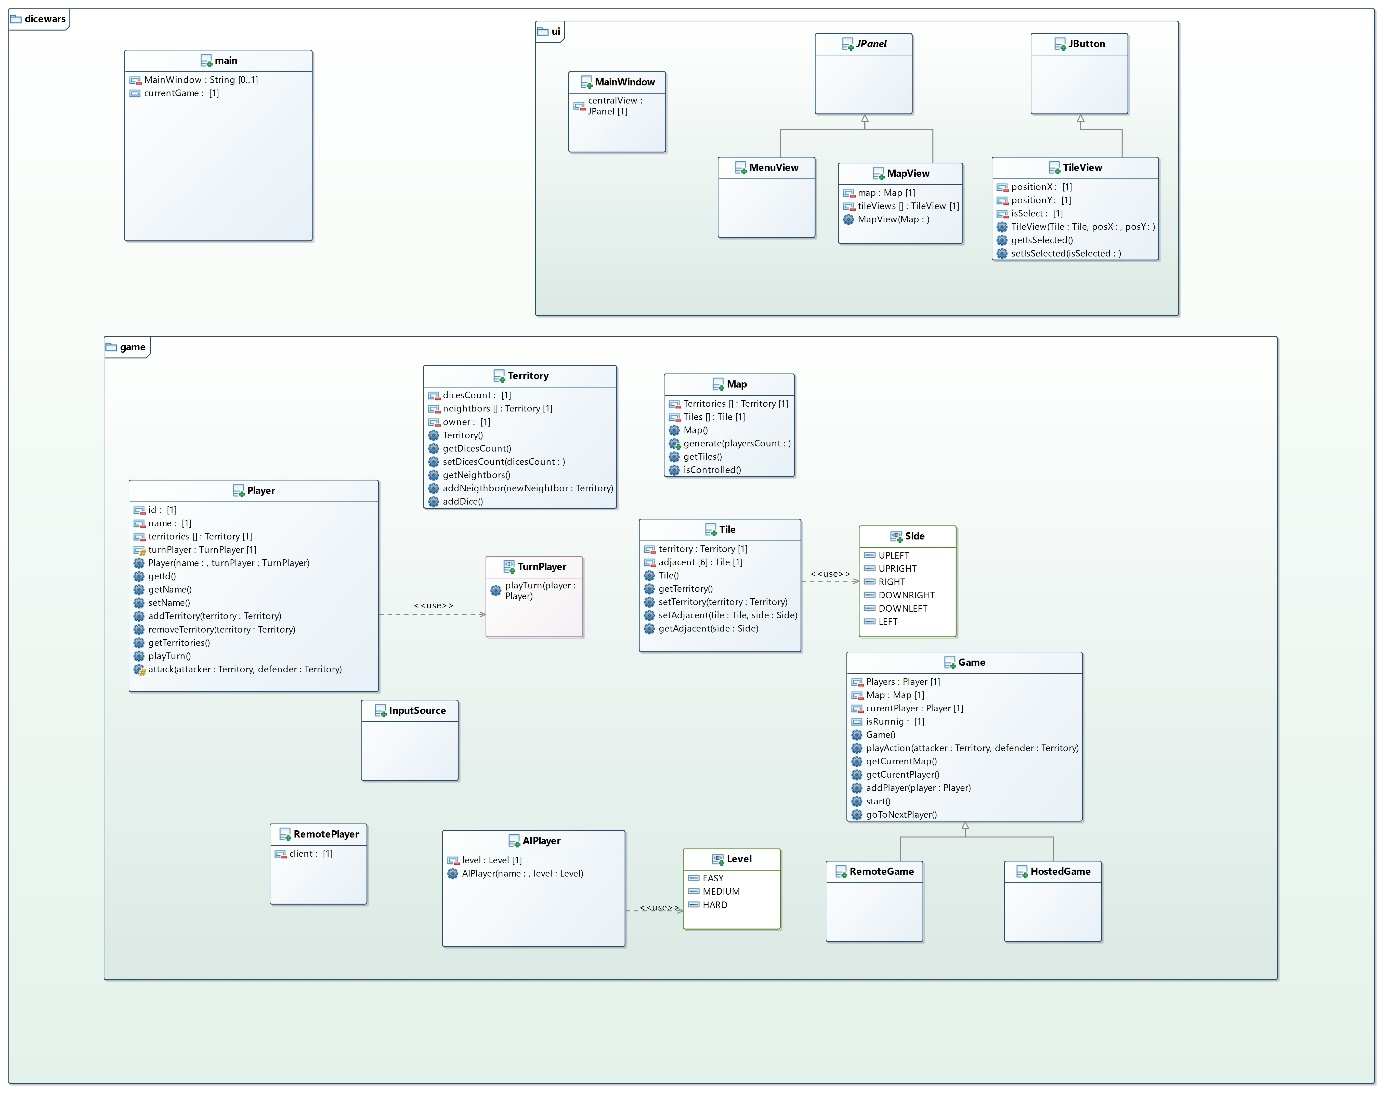 dicewars
main
MainWindow : String [0..1]
currentGame : [1]
ui
MainWindow
centralView :
JPanel [1]
JPanel
JButton
MenuView
MapView
map : Map [1]
tileViews [] : TileView [1]
MapView(Map : )
TileView
positionX : [1]
positionY : [1]
isSelect : [1]
TileView(Tile : Tile, posX : , posY : )
getIsSelected()
setIsSelected(isSelected : )
game
Territory
dicesCount : [1]
neightbors [] : Territory [1]
owner : [1]
Territory()
getDicesCount()
setDicesCount(dicesCount : )
getNeightbors()
addNeigthbor(newNeightbor : Territory)
addDice()
Map
Territories [] : Territory [1]
Tiles [] : Tile [1]
Map()
generate(playersCount : )
getTiles()
isControlled()
Player
id : [1]
name : [1]
territories [] : Territory [1]
turnPlayer : TurnPlayer [1]
Player(name : , turnPlayer : TurnPlayer)
getId()
getName()
setName()
addTerritory(territory : Territory)
removeTerritory(territory : Territory)
getTerritories()
playTurn()
attack(attacker : Territory, defender : Territory)
<<use>>
TurnPlayer
playTurn(player :
Player)
Tile
territory : Territory [1]
adjacent [6] : Tile [1]
Tile()
getTerritory()
setTerritory(territory : Territory)
setAdjacent(tile : Tile, side : Side)
getAdjacent(side : Side)
<<use>>
Side
UPLEFT
UPRIGHT
RIGHT
DOWNRIGHT
DOWNLEFT
LEFT
Game
Players : Player [1]
Map : Map [1]
curentPlayer : Player [1]
isRunnig : [1]
Game()
playAction(attacker : Territory, defender : Territory)
getCurrentMap()
getCurentPlayer()
addPlayer(player : Player)
start()
goToNextPlayer()
InputSource
RemotePlayer
client : [1]
AIPlayer
level : Level [1]
AIPlayer(name : , level : Level)
<<use>>
Level
EASY
MEDIUM
HARD
RemoteGame
HostedGame